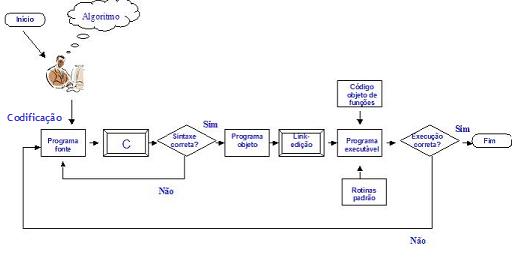 Início
Algoritmo
Codificação
Programa
fonte
C
Sintaxe
correta?
Sim
Não
Programa
objeto
Link-
edição
Código
objeto de
funções
Programa
executável
Rotinas
padrão
Execução
correta?
Sim
Fim
Não